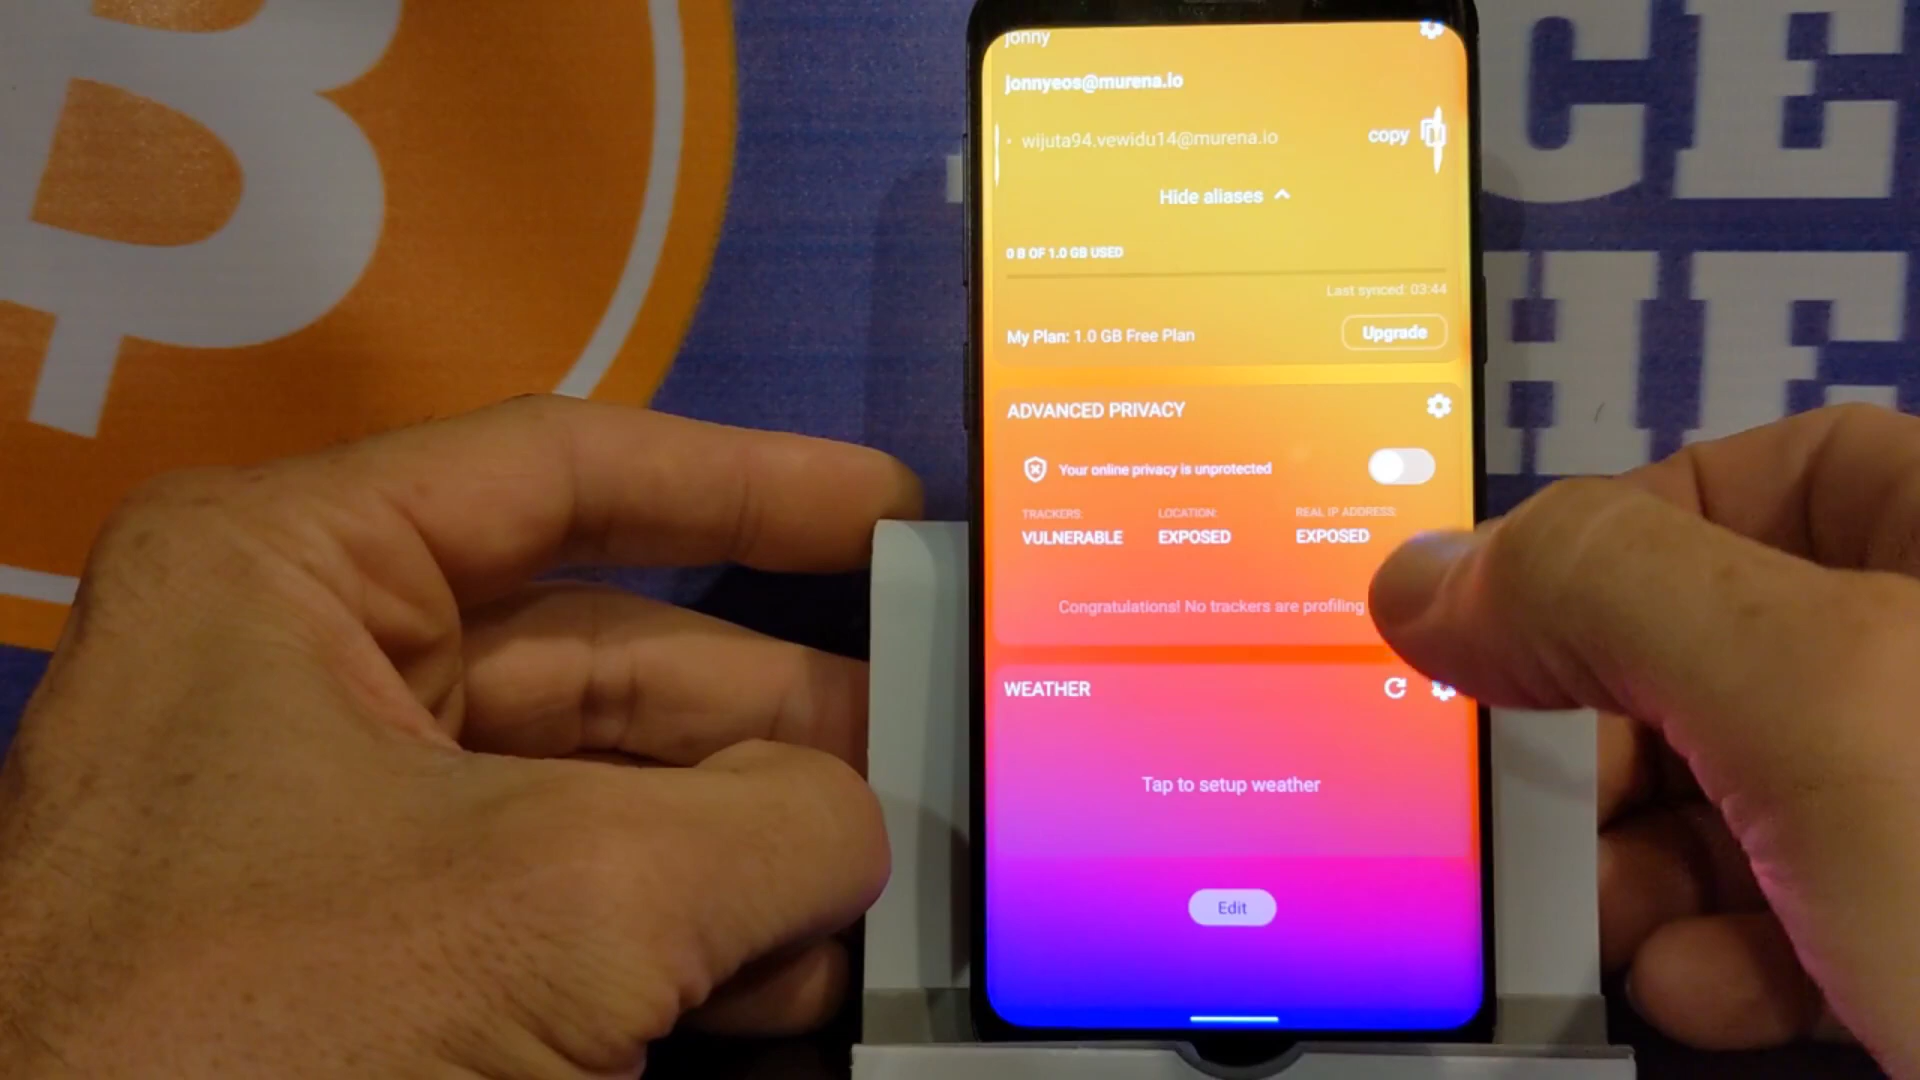 jonny
jonnyeos@murena.io
wijuta94.vewidu14@murena.io copy
Hide aliases
0 B OF 1.0 GB USED
Last synced: 03:44
My Plan: 1.0 GB Free Plan Upgrade
ADVANCED PRIVACY
Your online privacy is unprotected
TRACKERS: LOCATION: REAL IP ADDRESS:
VULNERABLE EXPOSED EXPOSED
Congratulations! No trackers are profiling
WEATHER
Tap to setup weather
Edit
CE
HE